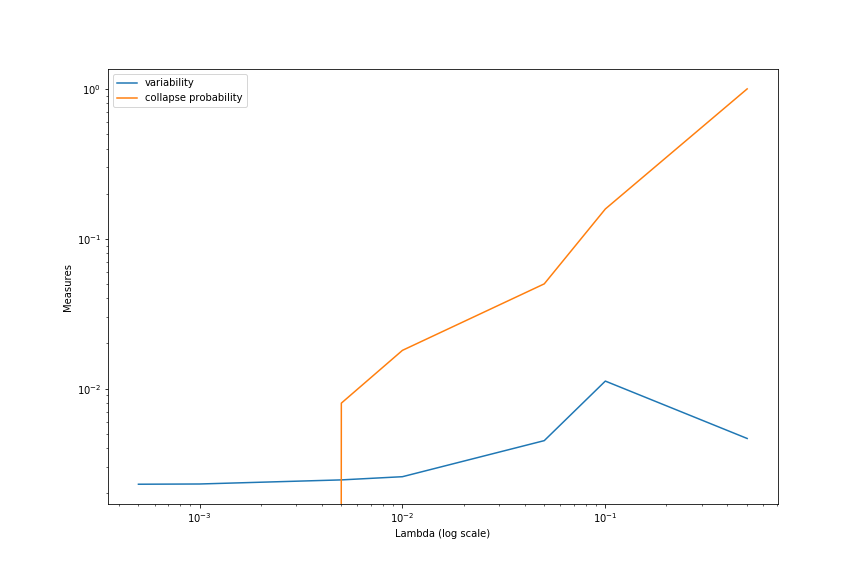 variability
collapse probability
10⁰
10⁻¹
10⁻²
Measures
10⁻³
10⁻²
10⁻¹
Lambda (log scale)